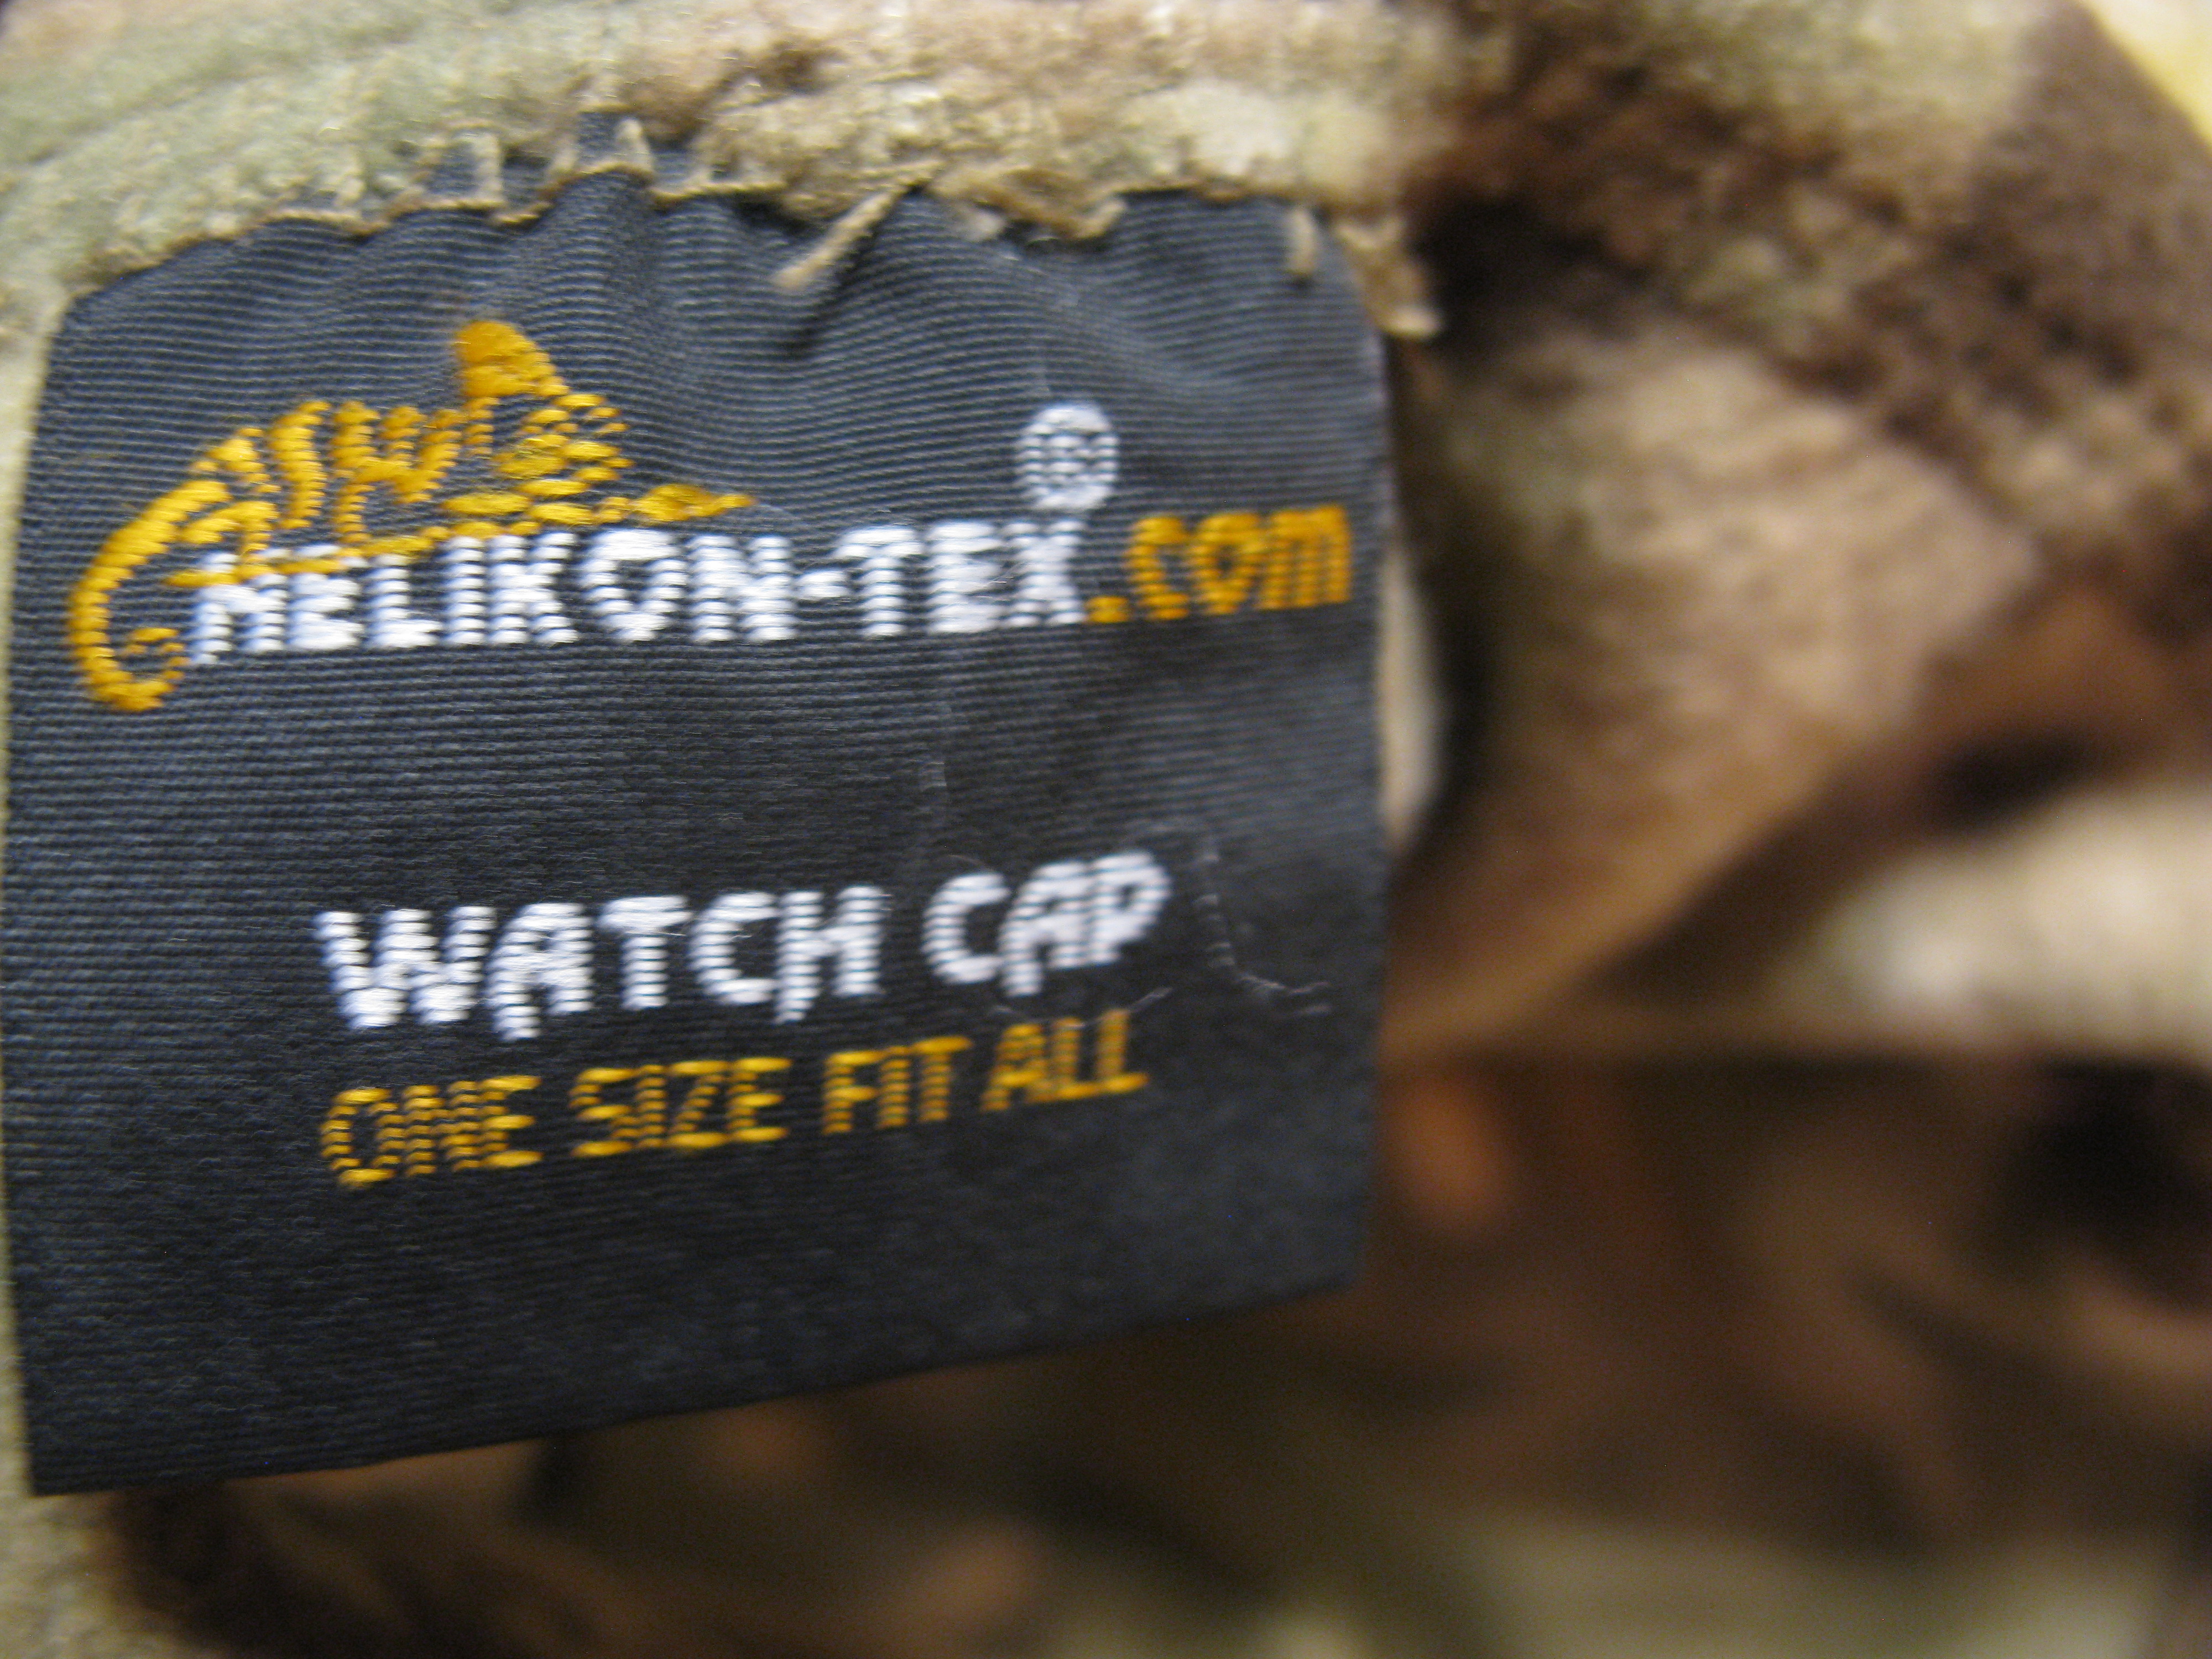 HELIKON-TEX®.com
WATCH CAP
ONE SIZE FIT ALL